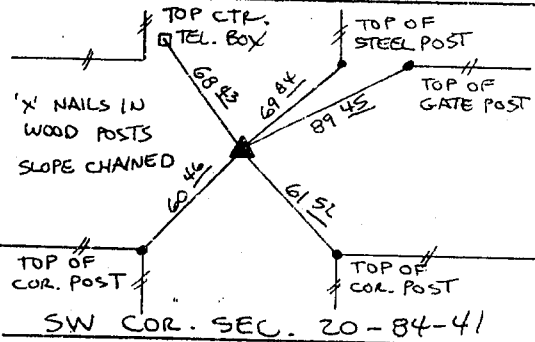 TOP CTR.
TEL. BOX
TOP OF
STEEL POST
TOP OF
GATE POST
68 43
69 84
89 45
'X' NAILS IN
WOOD POSTS
SLOPE CHAINED
60 46
61 52
TOP OF
COR. POST
TOP OF
COR. POST
SW COR. SEC. 20-84-41